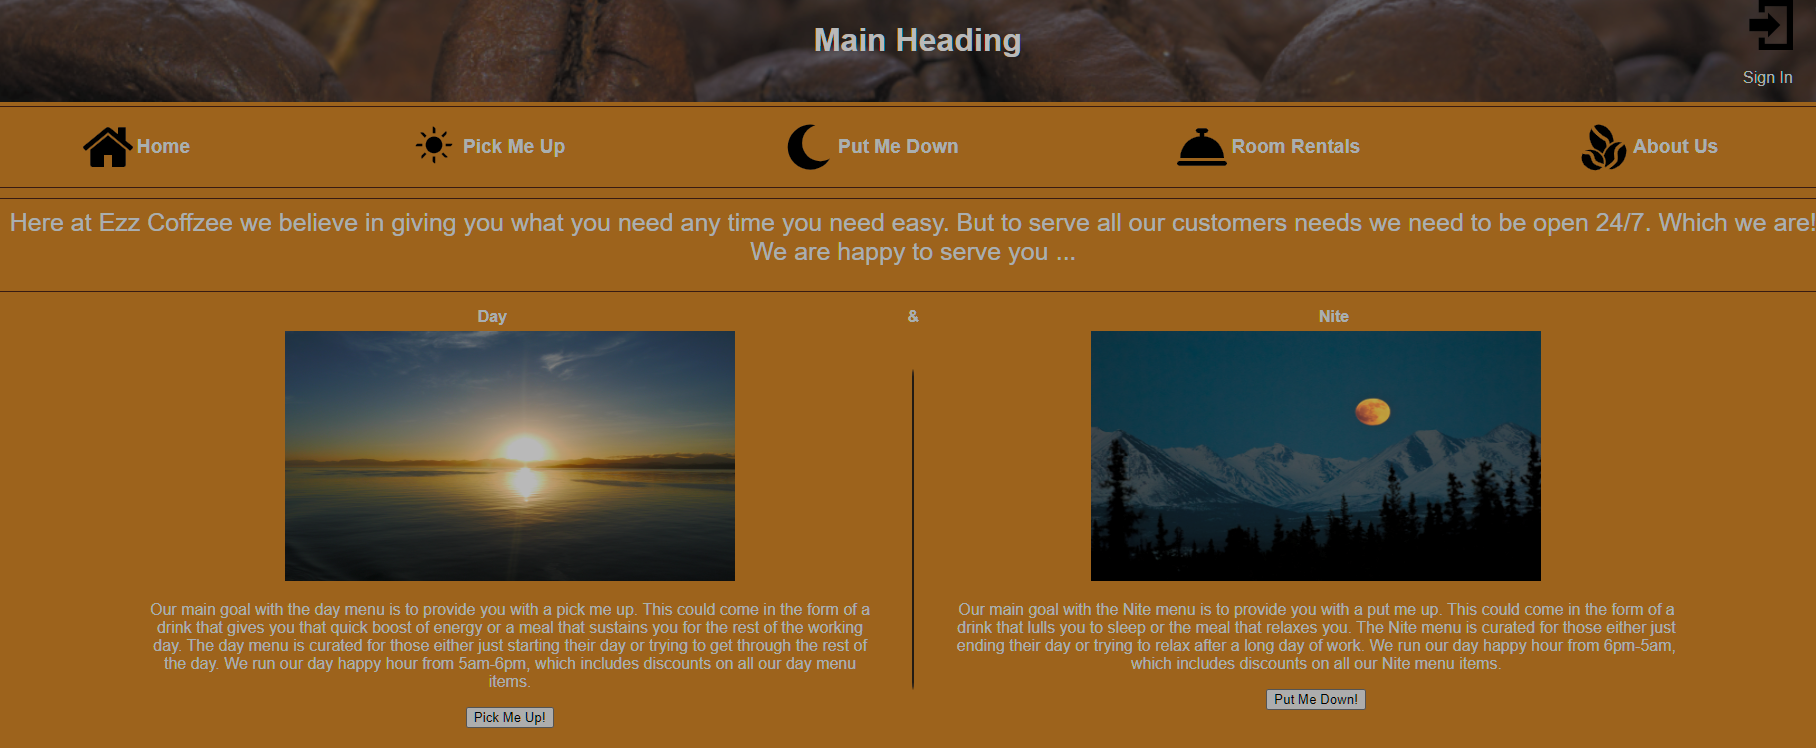 Main Heading
Sign In
Home
Pick Me Up
Put Me Down
Room Rentals
About Us
Here at Ezz Coffzee we believe in giving you what you need any time you need easy. But to serve all our customers needs we need to be open 24/7. Which we are!
We are happy to serve you ...
Day
&
Nite
Our main goal with the day menu is to provide you with a pick me up. This could come in the form of a
drink that gives you that quick boost of energy or a meal that sustains you for the rest of the working
day. The day menu is curated for those either just starting their day or trying to get through the rest of
the day. We run our day happy hour from 5am-6pm, which includes discounts on all our day menu
items.
Pick Me Up!
Our main goal with the Nite menu is to provide you with a put me up. This could come in the form of a
drink that lulls you to sleep or the meal that relaxes you. The Nite menu is curated for those either just
ending their day or trying to relax after a long day of work. We run our day happy hour from 6pm-5am,
which includes discounts on all our Nite menu items.
Put Me Down!